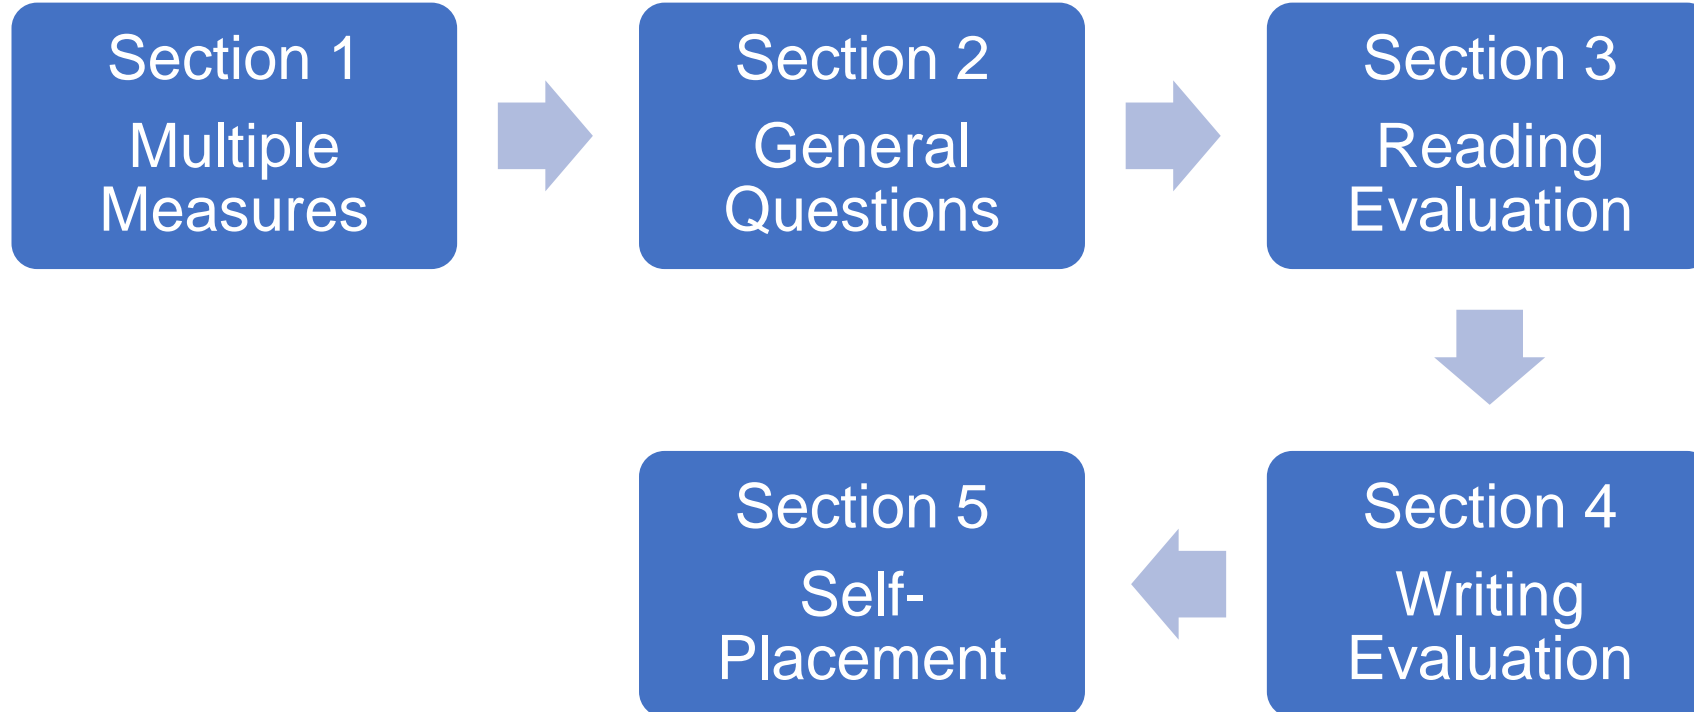 Section 1
Multiple
Measures
Section 2
General
Questions
Section 3
Reading
Evaluation
Section 4
Writing
Evaluation
Section 5
Self-
Placement